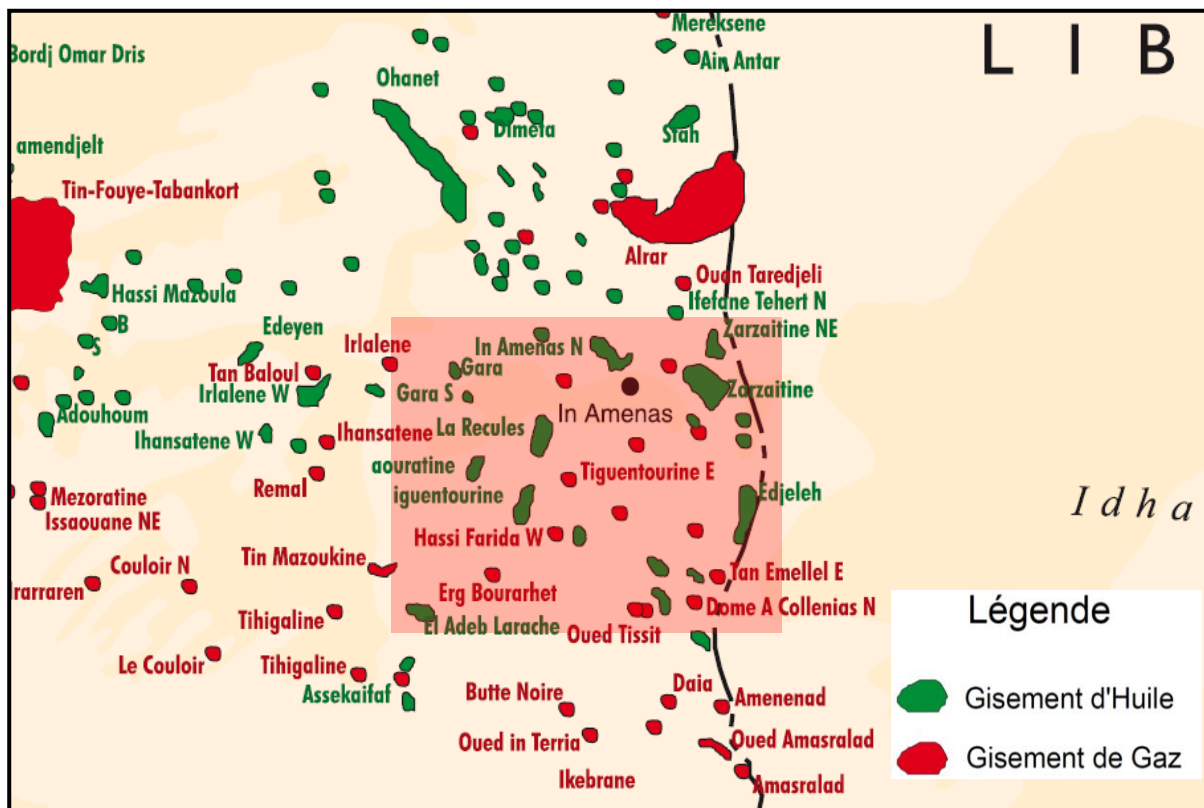 Mereksene
L I B
Bordj Omar Dris
Ain Antar
Ohanet
Dimeta
Stah
amendjelt
Tin-Fouye-Tabankort
Alrar
Ouan Taredjeli
Hassi Mazoula
Ifefane Tehert N
B
Edeyen
Zarzaitine NE
S
Irlalene
In Amenas N
Gara
Tan Baloul
Irlalene W
Gara S
Zarzaitine
Adouhoum
In Amenas
Ihansatene W
Ihansatene
La Recules
aouratine
Remal
Tiguentourine E
iguentourine
Edjeleh
Mezoratine
Issaouane NE
Idha
Hassi Farida W
Couloir N
Tin Mazoukine
rarraren
Erg Bourarhet
Tan Emellel E
Tihigaline
Dome A Collenias N
El Adeb Larache
Oued Tissit
Légende
Le Couloir
Tihigaline
Assekaifaf
Butte Noire
Daia
Amenenad
Gisement d'Huile
Oued in Terria
Oued Amasralad
Gisement de Gaz
Ikebrane
Amasralad